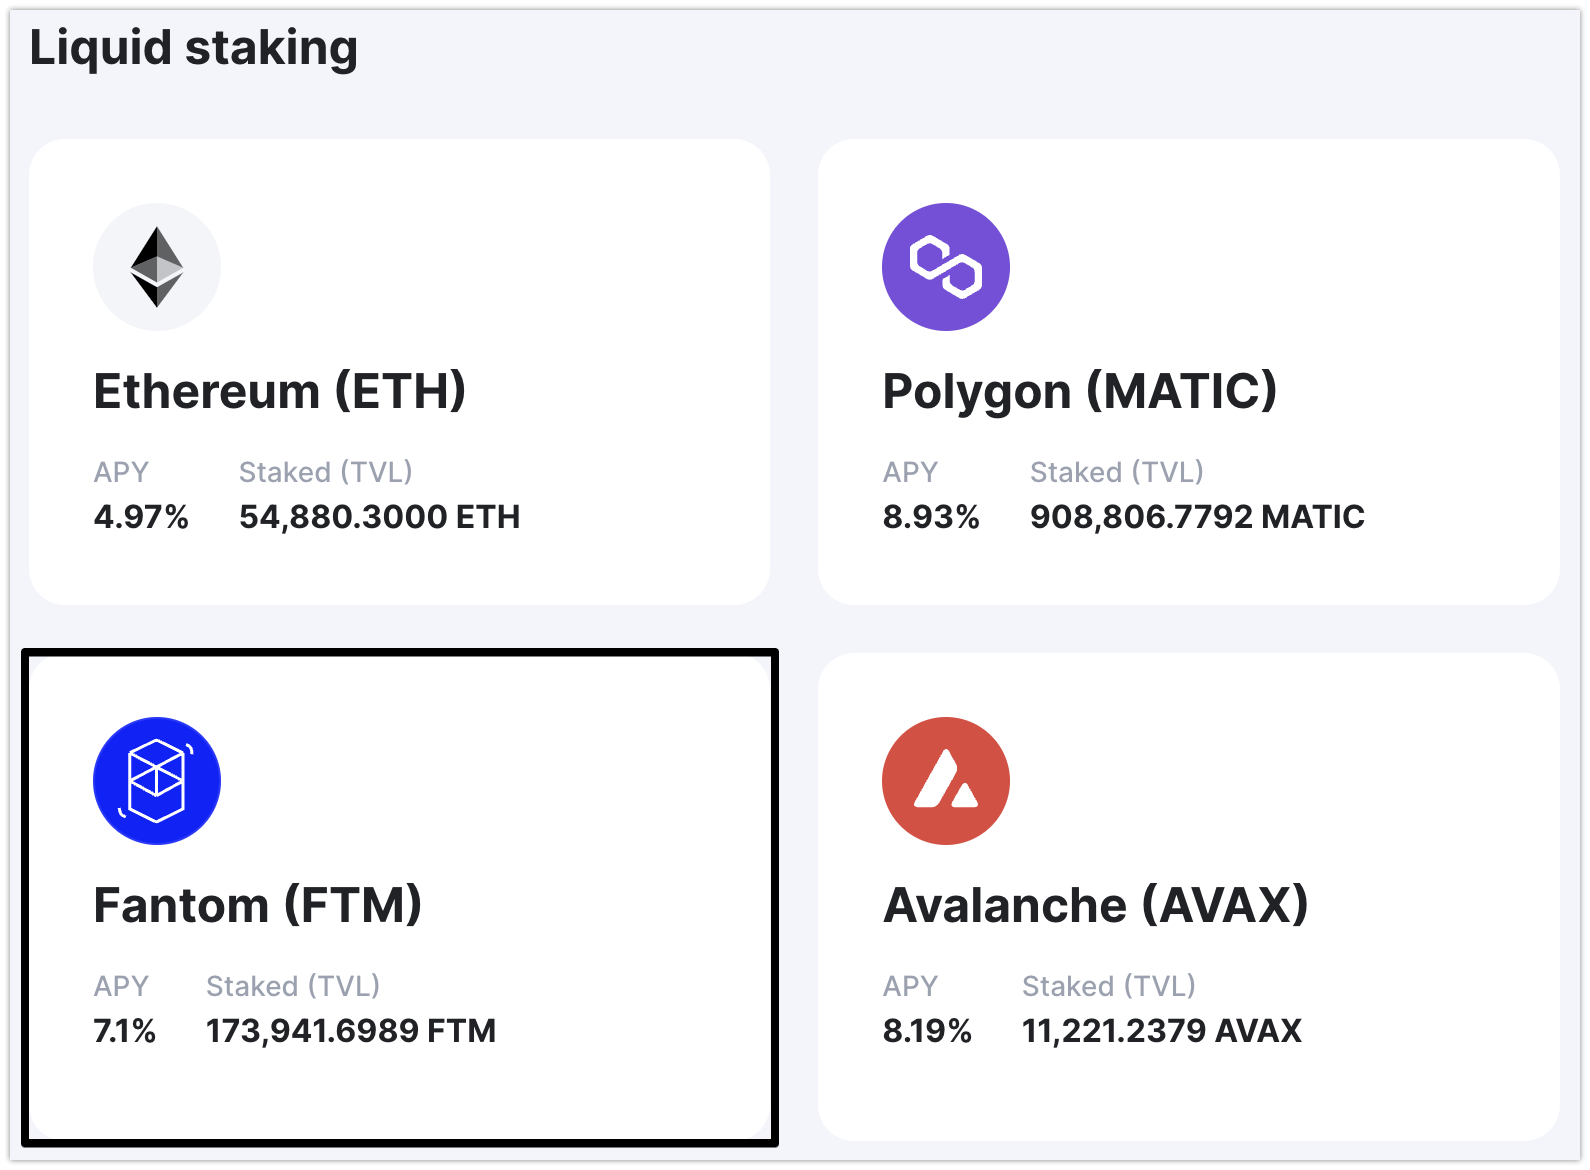 Liquid staking
Ethereum (ETH)
APY Staked (TVL)
4.97% 54,880.3000 ETH
Polygon (MATIC)
APY Staked (TVL)
8.93% 908,806.7792 MATIC
Fantom (FTM)
APY Staked (TVL)
7.1% 173,941.6989 FTM
Avalanche (AVAX)
APY Staked (TVL)
8.19% 11,221.2379 AVAX